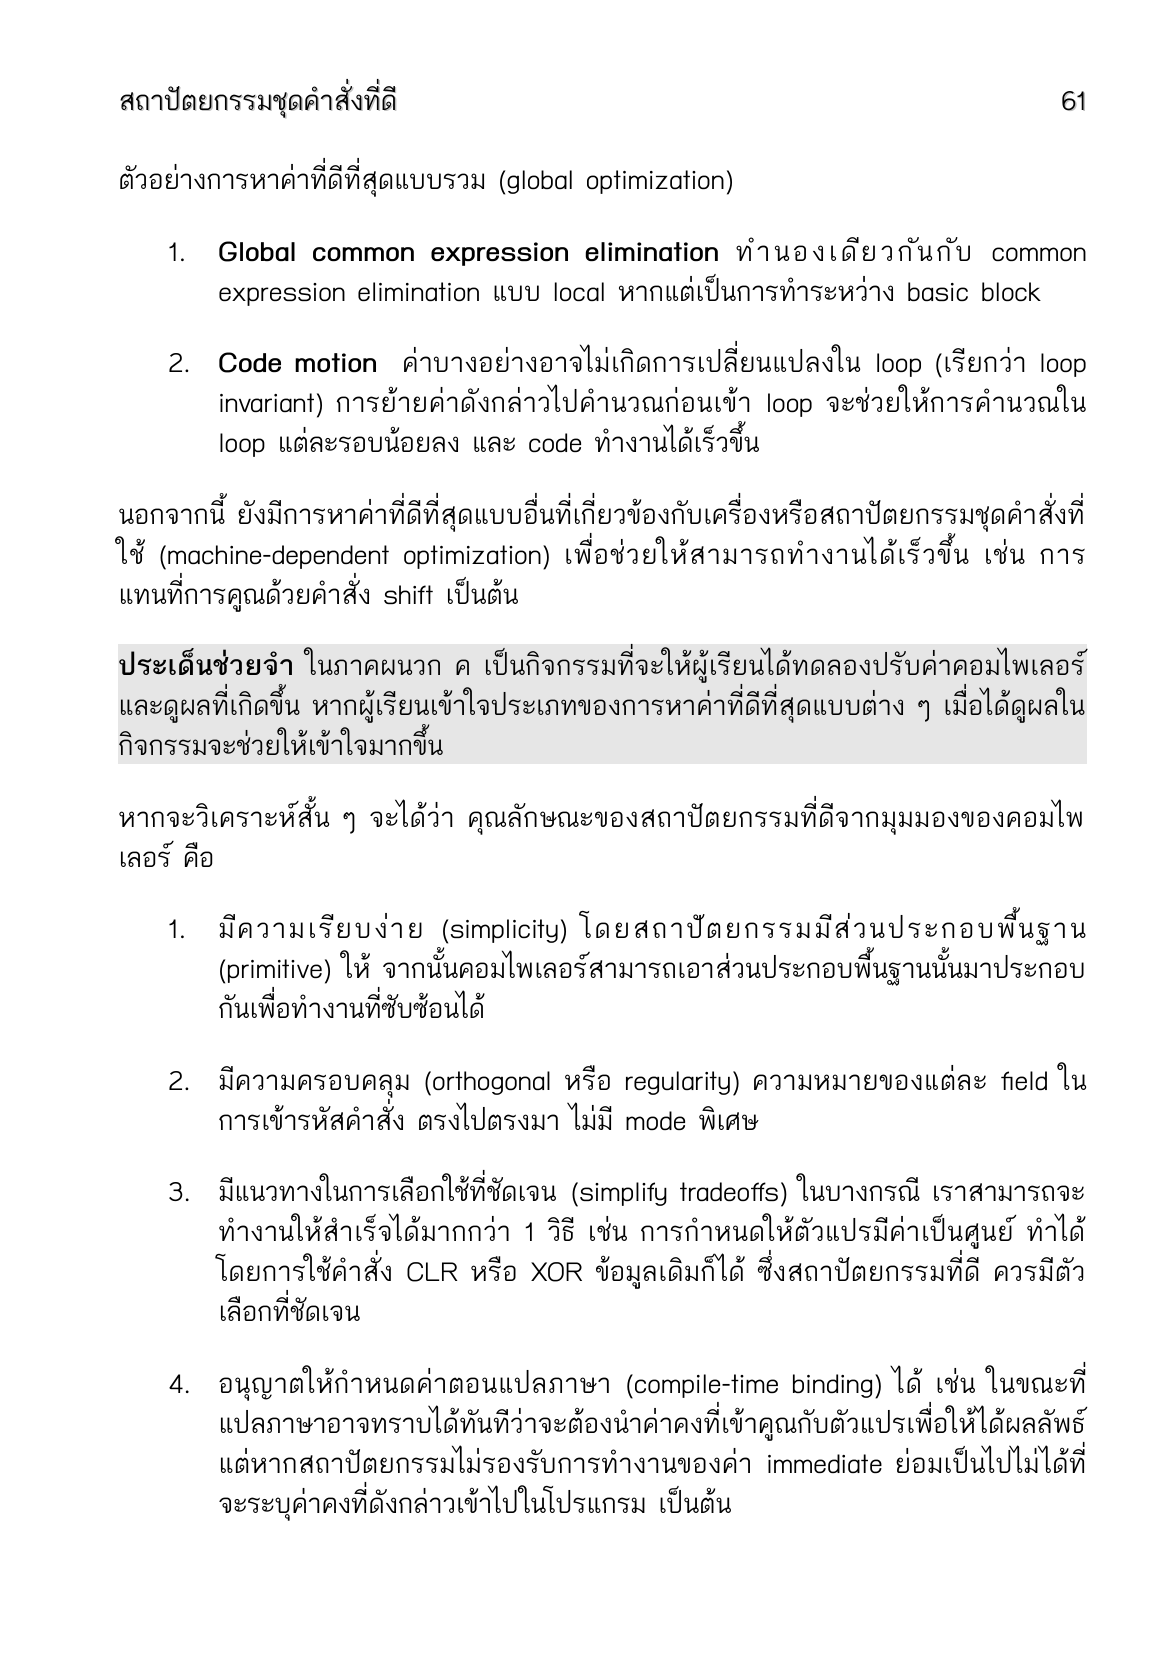 สถาปัตยกรรมชุดคำสั่งที่ดี 61
ตัวอย่างการหาค่าที่ดีที่สุดแบบรวม (global optimization)
1. Global common expression elimination ทำนองเดียวกันกับ common
expression elimination แบบ local หากแต่เป็นการทำระหว่าง basic block
2. Code motion ค่าบางอย่างอาจไม่เกิดการเปลี่ยนแปลงใน loop (เรียกว่า loop
invariant) การย้ายค่าดังกล่าวไปคำนวณก่อนเข้า loop จะช่วยให้การคำนวณใน
loop แต่ละรอบน้อยลง และ code ทำงานได้เร็วขึ้น
นอกจากนี้ ยังมีการหาค่าที่ดีที่สุดแบบอื่นที่เกี่ยวข้องกับเครื่องหรือสถาปัตยกรรมชุดคำสั่งที่
ใช้ (machine-dependent optimization) เพื่อช่วยให้สามารถทำงานได้เร็วขึ้น เช่น การ
แทนที่การคูณด้วยคำสั่ง shift เป็นต้น
ประเด็นช่วยจำ ในภาคผนวก ค เป็นกิจกรรมที่จะให้ผู้เรียนได้ทดลองปรับค่าคอมไพเลอร์
และดูผลที่เกิดขึ้น หากผู้เรียนเข้าใจประเภทของการหาค่าที่ดีที่สุดแบบต่าง ๆ เมื่อได้ดูผลใน
กิจกรรมจะช่วยให้เข้าใจมากขึ้น
หากจะวิเคราะห์สั้น ๆ จะได้ว่า คุณลักษณะของสถาปัตยกรรมที่ดีจากมุมมองของคอมไพ
เลอร์ คือ
1. มีความเรียบง่าย (simplicity) โดยสถาปัตยกรรมมีส่วนประกอบพื้นฐาน
(primitive) ให้ จากนั้นคอมไพเลอร์สามารถเอาส่วนประกอบพื้นฐานนั้นมาประกอบ
กันเพื่อทำงานที่ซับซ้อนได้
2. มีความครอบคลุม (orthogonal หรือ regularity) ความหมายของแต่ละ field ใน
การเข้ารหัสคำสั่ง ตรงไปตรงมา ไม่มี mode พิเศษ
3. มีแนวทางในการเลือกใช้ที่ชัดเจน (simplify tradeoffs) ในบางกรณี เราสามารถจะ
ทำงานให้สำเร็จได้มากกว่า 1 วิธี เช่น การกำหนดให้ตัวแปรมีค่าเป็นศูนย์ ทำได้
โดยการใช้คำสั่ง CLR หรือ XOR ข้อมูลเดิมก็ได้ ซึ่งสถาปัตยกรรมที่ดี ควรมีตัว
เลือกที่ชัดเจน
4. อนุญาตให้กำหนดค่าตอนแปลภาษา (compile-time binding) ได้ เช่น ในขณะที่
แปลภาษาอาจทราบได้ทันทีว่าจะต้องนำค่าคงที่เข้าคูณกับตัวแปรเพื่อให้ได้ผลลัพธ์
แต่หากสถาปัตยกรรมไม่รองรับการทำงานของค่า immediate ย่อมเป็นไปไม่ได้ที่
จะระบุค่าคงที่ดังกล่าวเข้าไปในโปรแกรม เป็นต้น